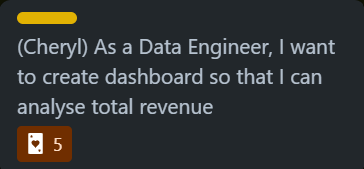 (Cheryl) As a Data Engineer, I want
to create dashboard so that I can
analyse total revenue
5